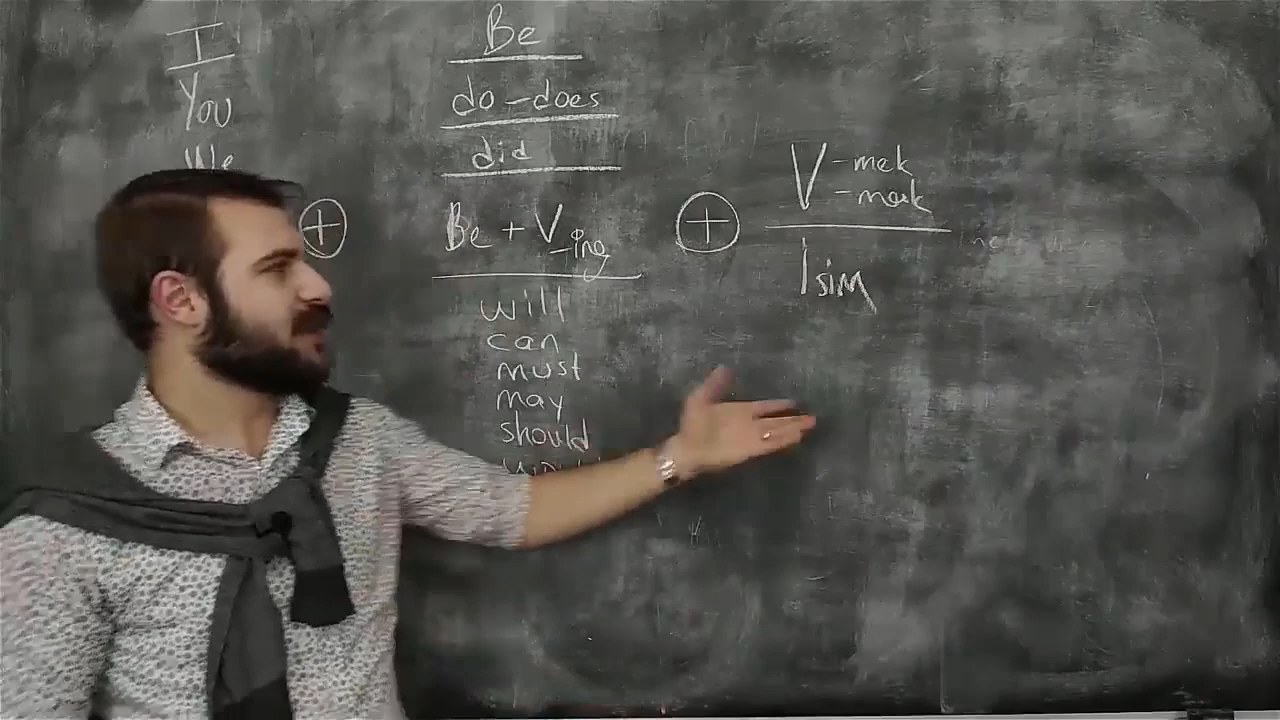 I
You
We
+
Be
do-does
did
Be + V-ing
will
can
must
may
should
+
V -mek
-mak
İsim